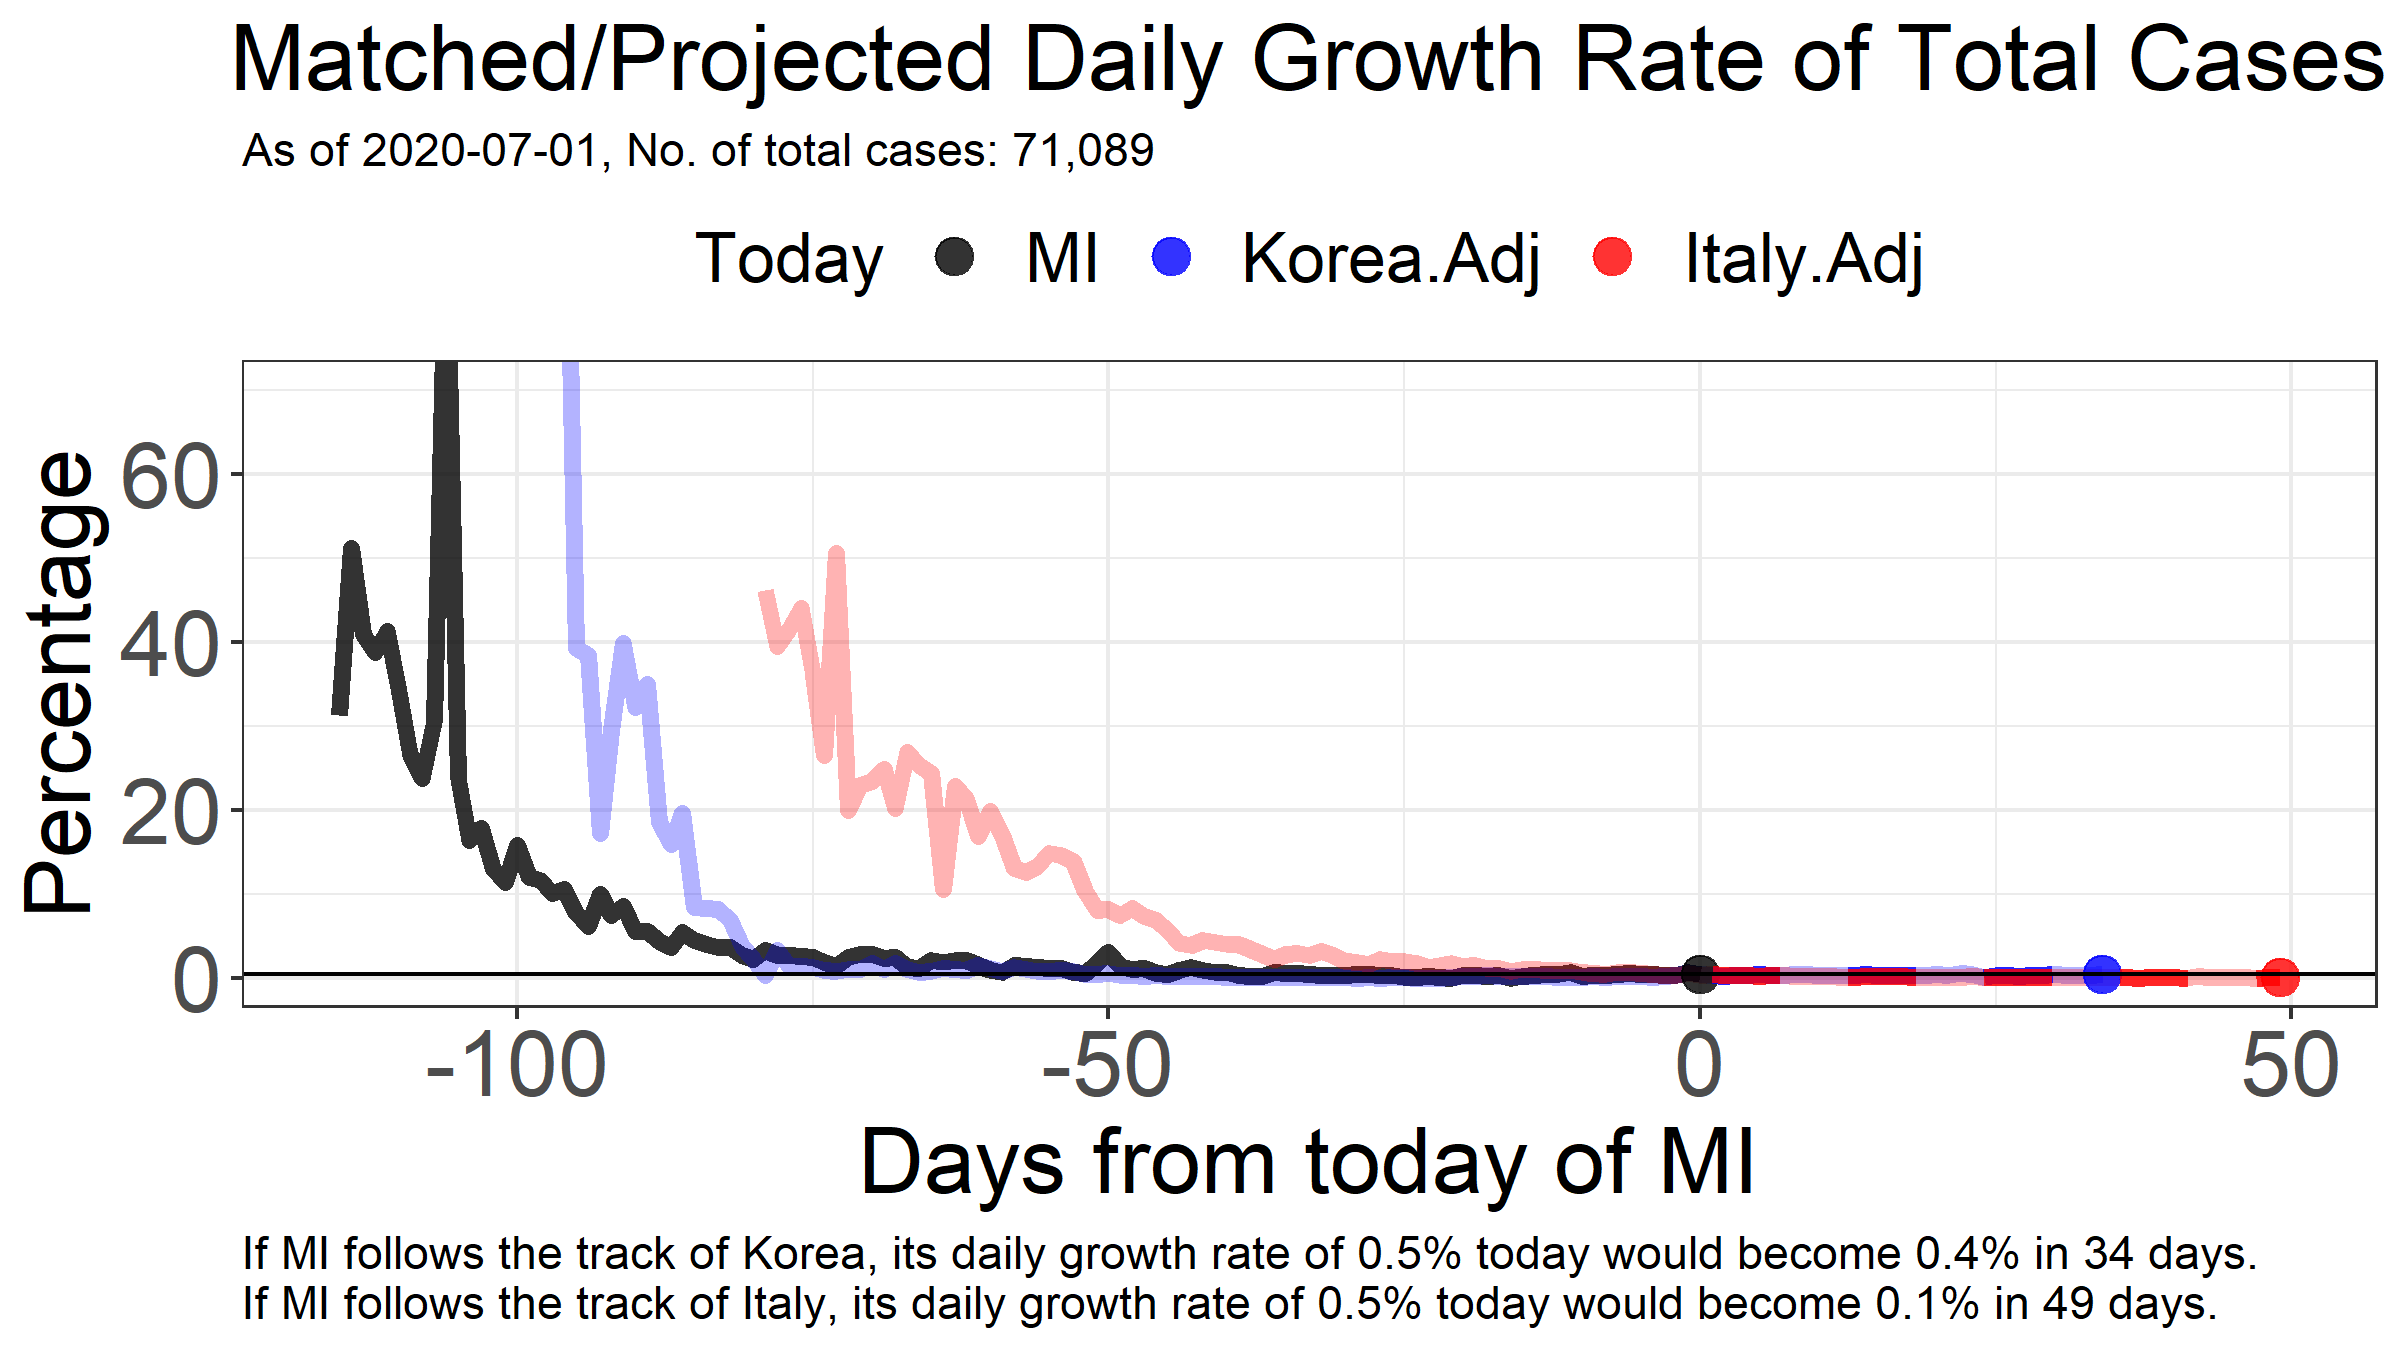 Matched/Projected Daily Growth Rate of Total Cases
As of 2020-07-01, No. of total cases: 71,089
Today MI Korea.Adj Italy.Adj
Percentage
60
40
20
0
-100 -50 0 50
Days from today of MI
If MI follows the track of Korea, its daily growth rate of 0.5% today would become 0.4% in 34 days.
If MI follows the track of Italy, its daily growth rate of 0.5% today would become 0.1% in 49 days.